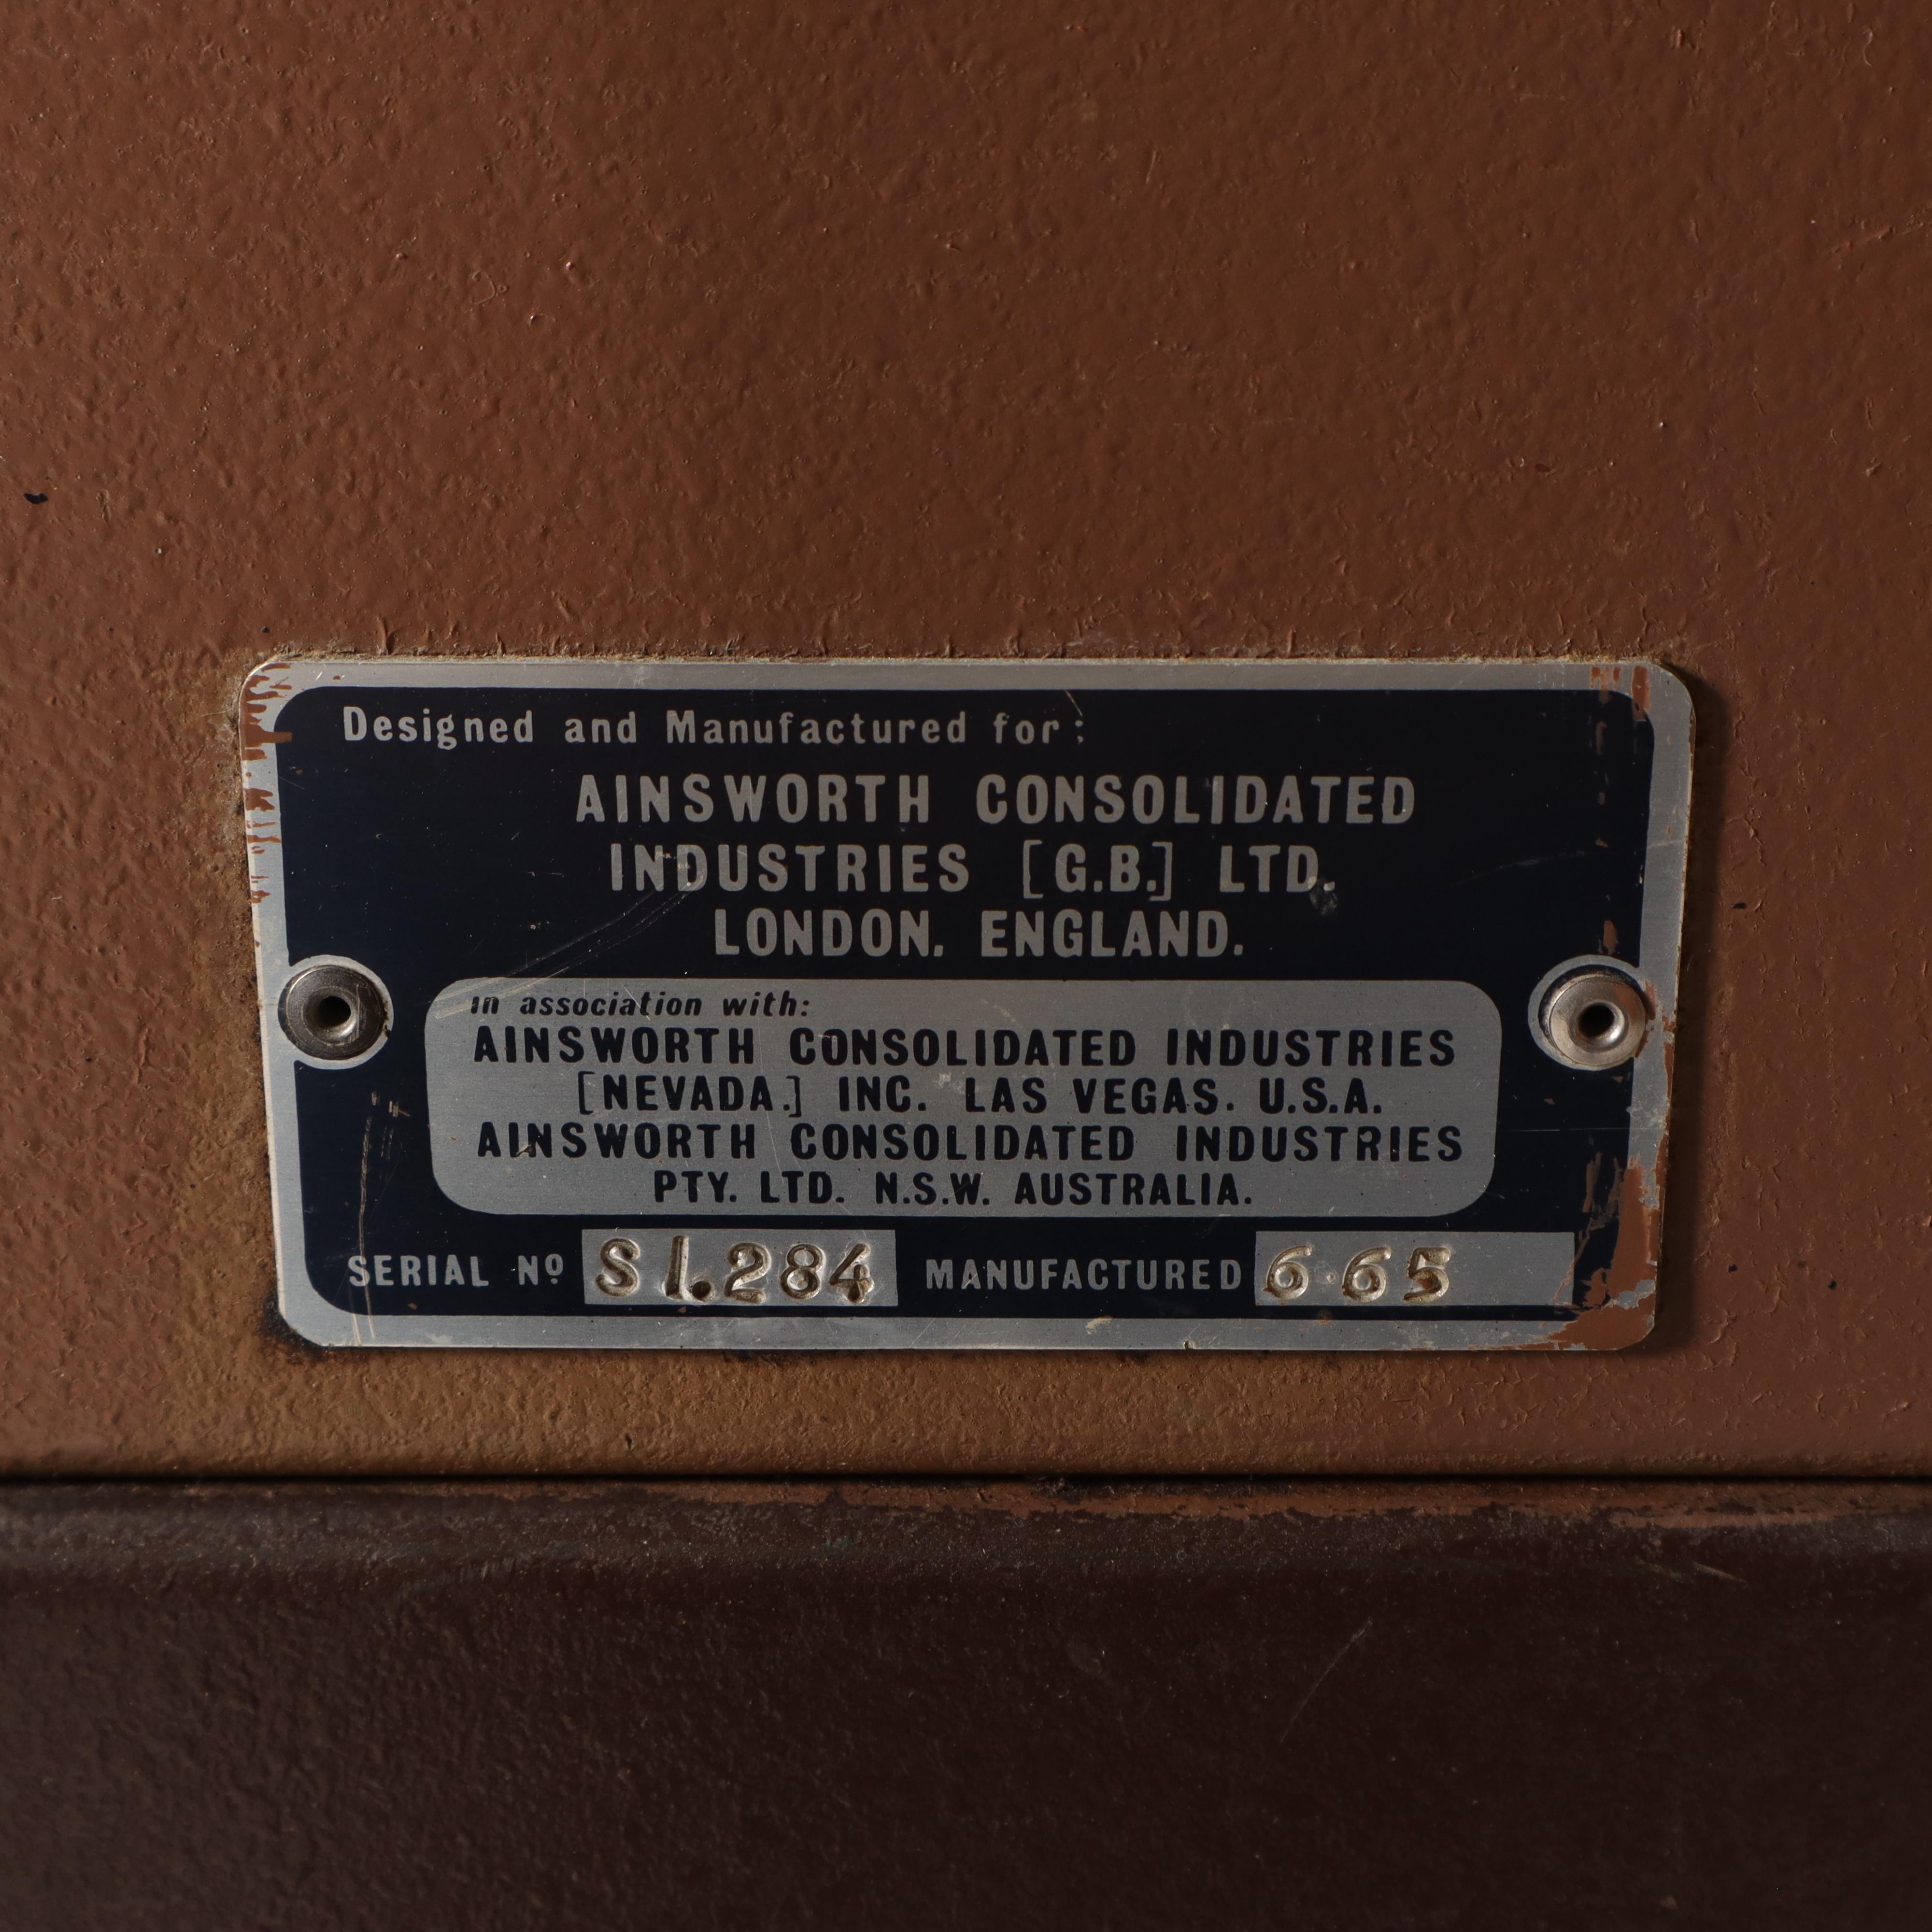 Designed and Manufactured for:
AINSWORTH CONSOLIDATED
INDUSTRIES [G.B.] LTD.
LONDON. ENGLAND.
in association with:
AINSWORTH CONSOLIDATED INDUSTRIES
[NEVADA.] INC. LAS VEGAS. U.S.A.
AINSWORTH CONSOLIDATED INDUSTRIES
PTY. LTD. N.S.W. AUSTRALIA.
SERIAL Nº S1.284 MANUFACTURED 6·65